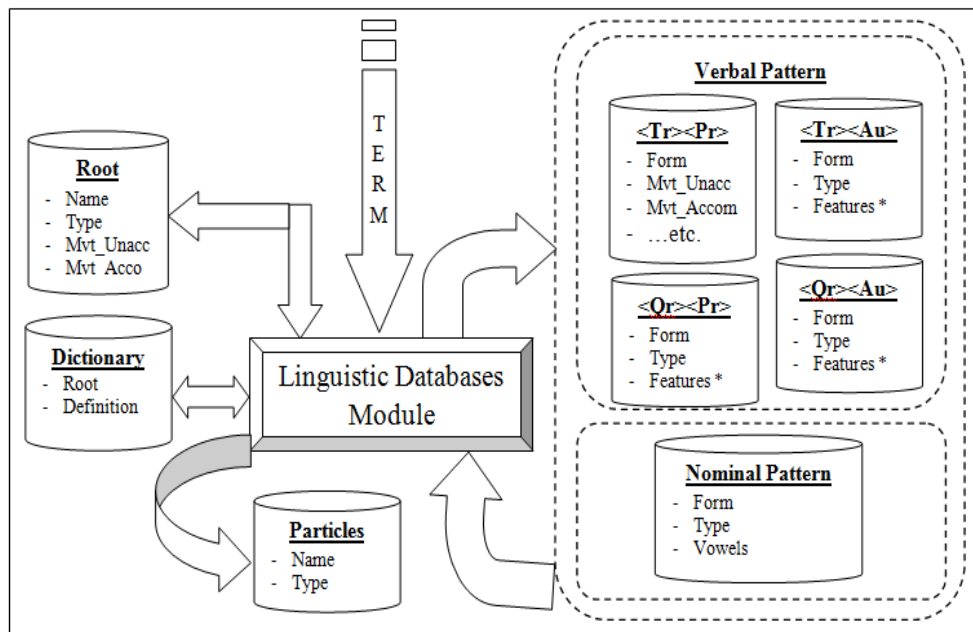 TERM
Root
- Name
- Type
- Mvt_Unacc
- Mvt_Acco
Dictionary
- Root
- Definition
Linguistic Databases
Module
Particles
- Name
- Type
Verbal Pattern
<Tr><Pr>
- Form
- Mvt_Unacc
- Mvt_Accom
- ...etc.
<Tr><Au>
- Form
- Type
- Features *
<Qr><Pr>
- Form
- Type
- Features *
<Qr><Au>
- Form
- Type
- Features *
Nominal Pattern
- Form
- Type
- Vowels